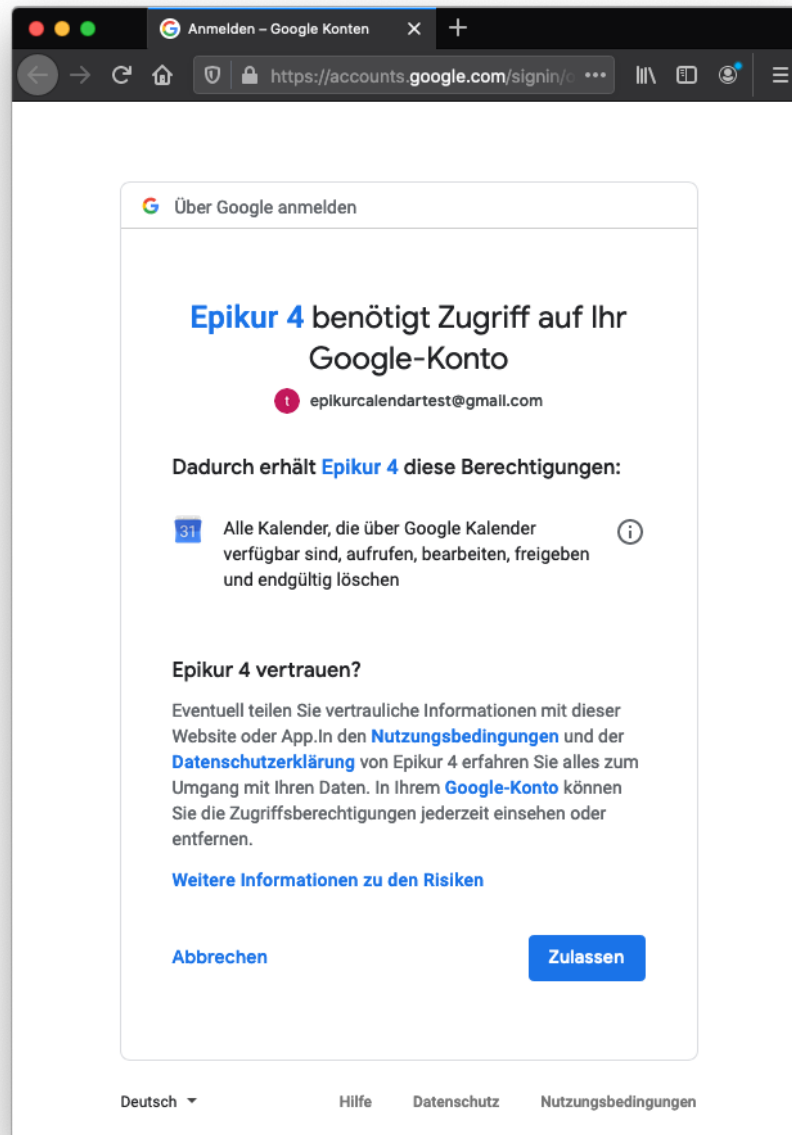 Anmelden – Google Konten
https://accounts.google.com/signin/o
Über Google anmelden
Epikur 4 benötigt Zugriff auf Ihr
Google-Konto
t epikurcalendartest@gmail.com
Dadurch erhält Epikur 4 diese Berechtigungen:
31 Alle Kalender, die über Google Kalender
verfügbar sind, aufrufen, bearbeiten, freigeben
und endgültig löschen
Epikur 4 vertrauen?
Eventuell teilen Sie vertrauliche Informationen mit dieser
Website oder App.In den Nutzungsbedingungen und der
Datenschutzerklärung von Epikur 4 erfahren Sie alles zum
Umgang mit Ihren Daten. In Ihrem Google-Konto können
Sie die Zugriffsberechtigungen jederzeit einsehen oder
entfernen.
Weitere Informationen zu den Risiken
Abbrechen Zulassen
Deutsch Hilfe Datenschutz Nutzungsbedingungen